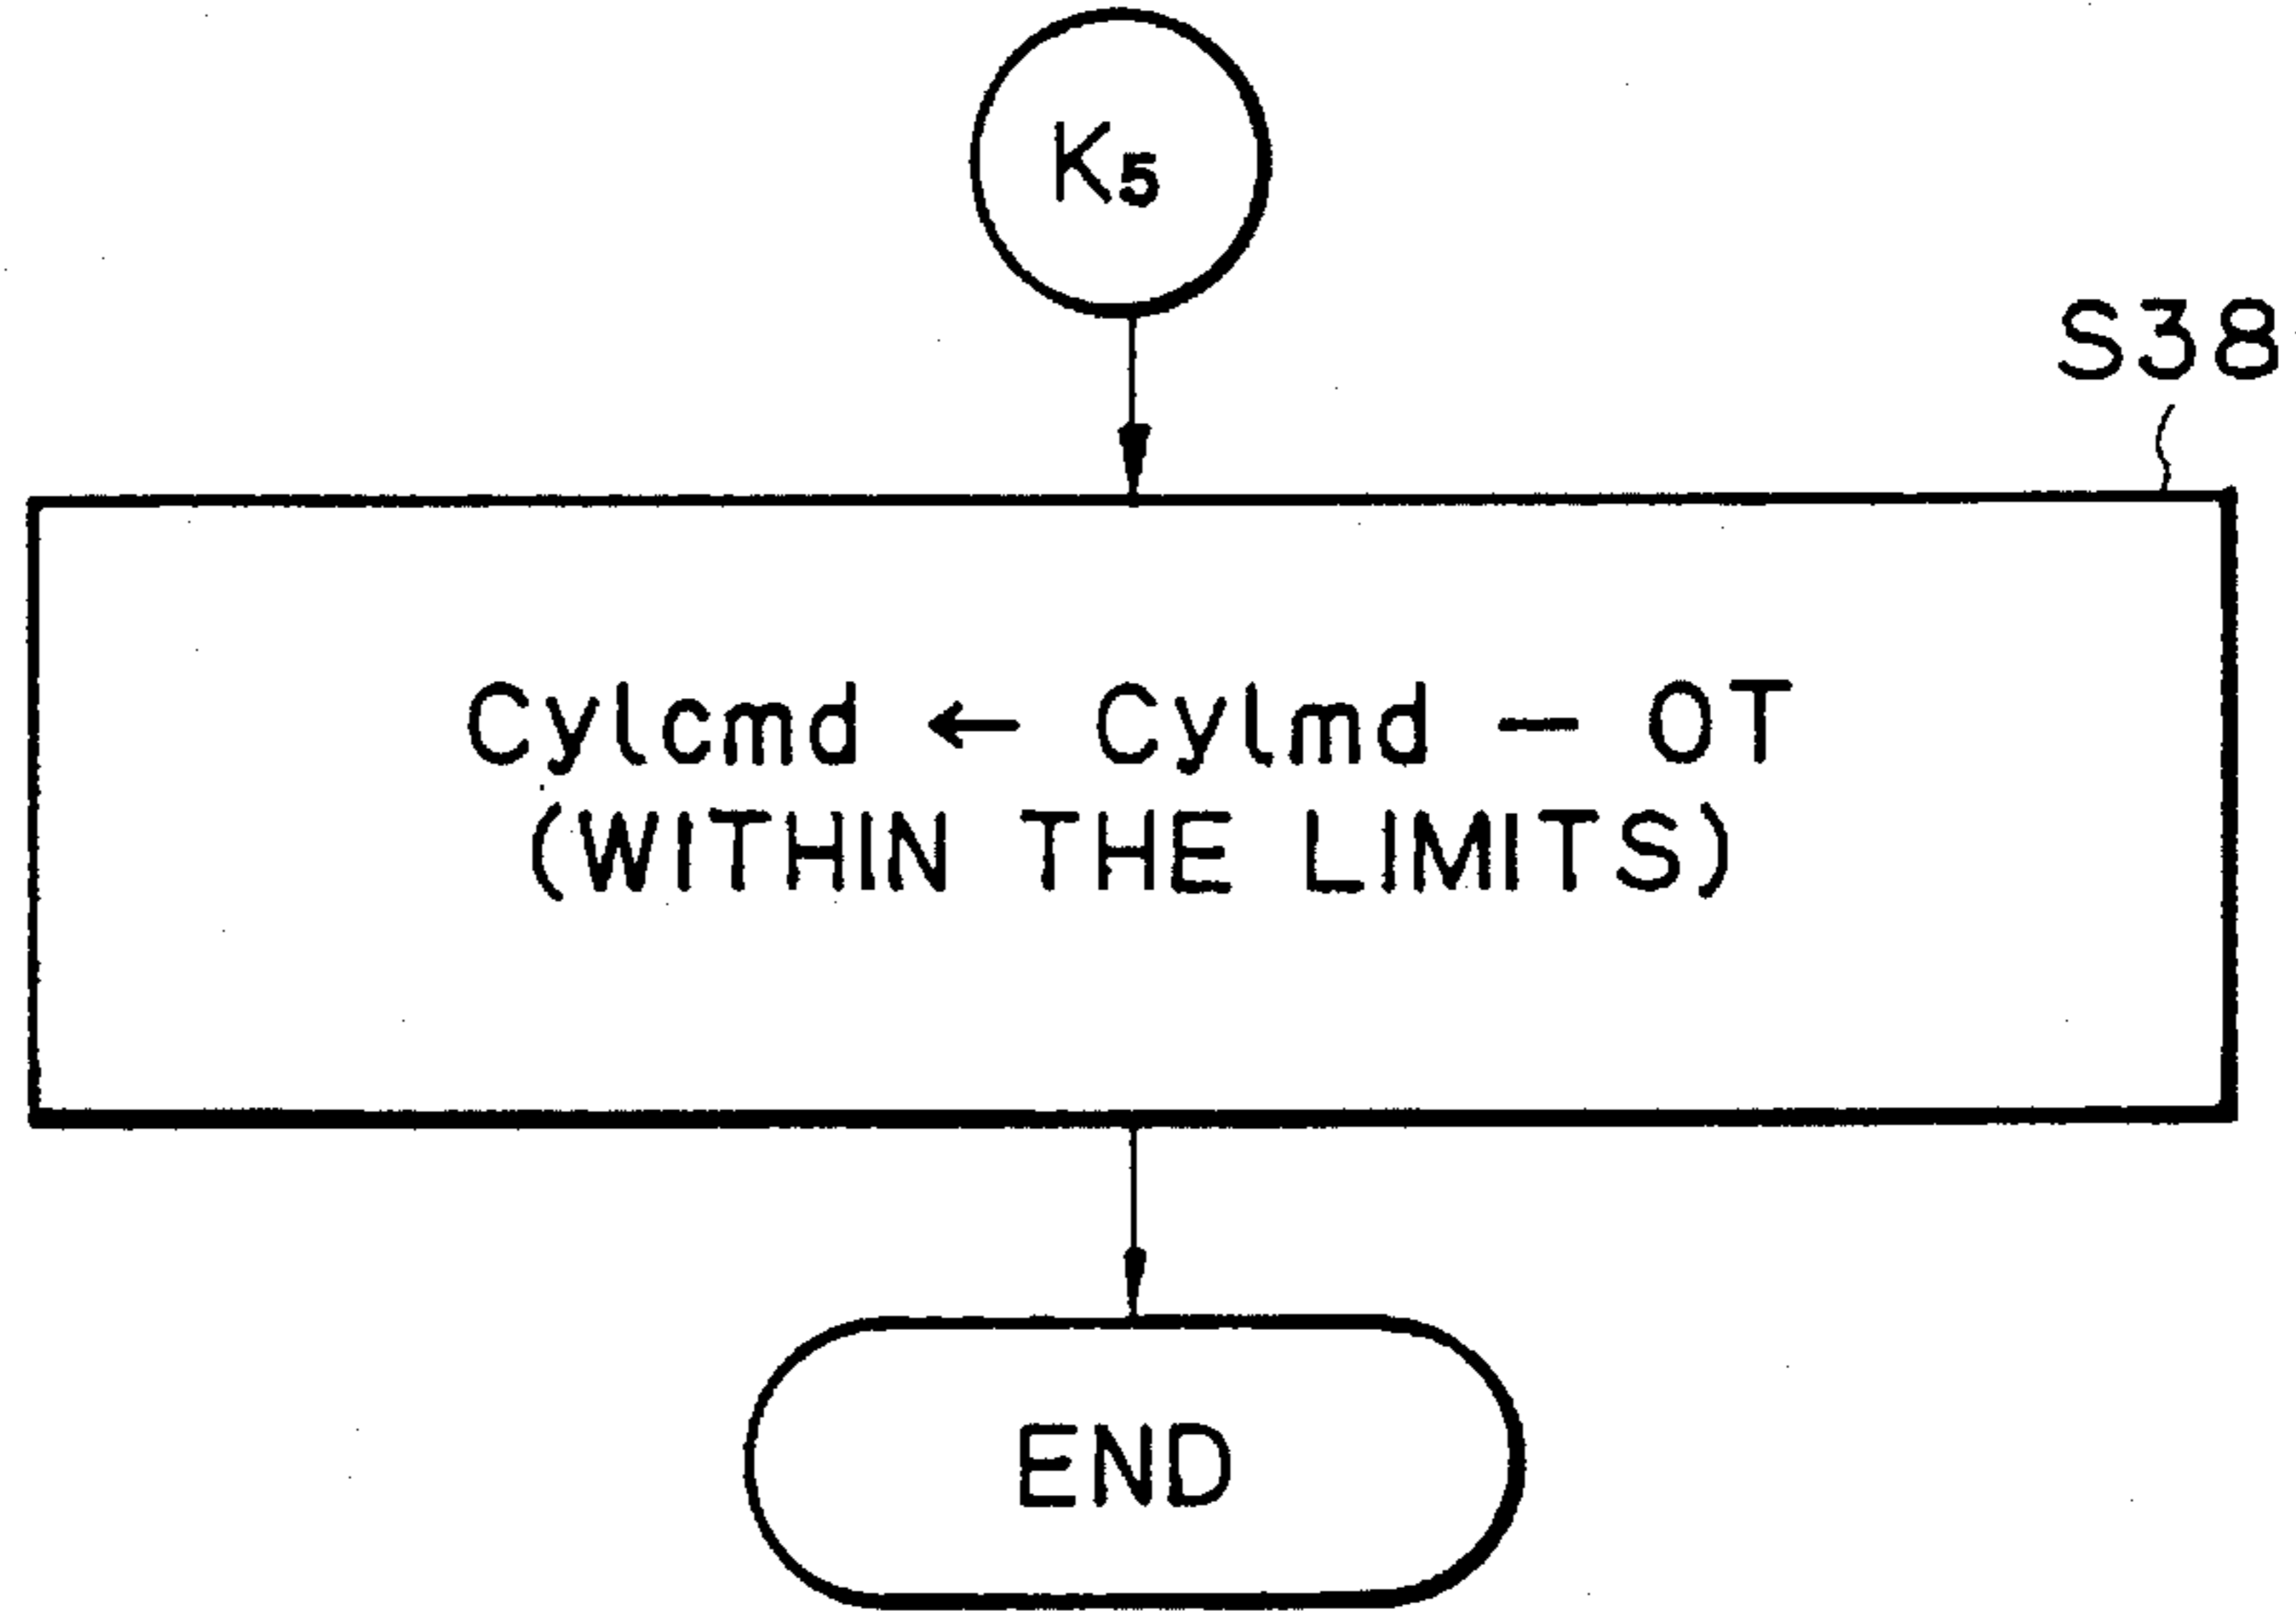 K5
S38
Cylcmd ← Cylmd − OT
(WITHIN THE LIMITS)
END